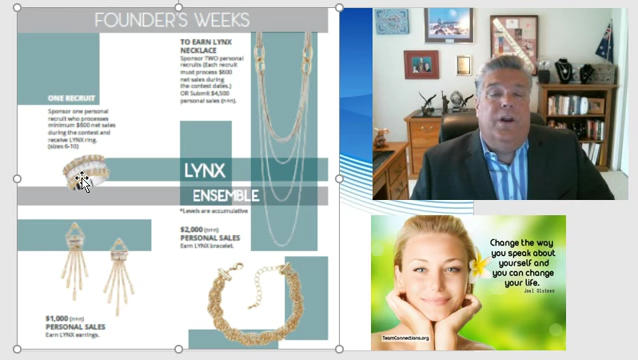 FOUNDER'S WEEKS
TO EARN LYNX
NECKLACE
Sponsor TWO personal
recruits (Each recruit
must process $600
net sales during
the contest dates.)
OR Submit $4,500
personal sales
ONE RECRUIT
Sponsor one personal
recruit who processes
minimum $600 net sales
during the contest and
receive LYNX ring.
(sizes 6-10)
LYNX
ENSEMBLE
*Levels are accumulative
$2,000
PERSONAL SALES
Earn LYNX bracelet.
$1,000
PERSONAL SALES
Earn LYNX earrings.
Change the way
you speak about
yourself and
you can change
your life.
Joel Osteen
TeamConnections.org